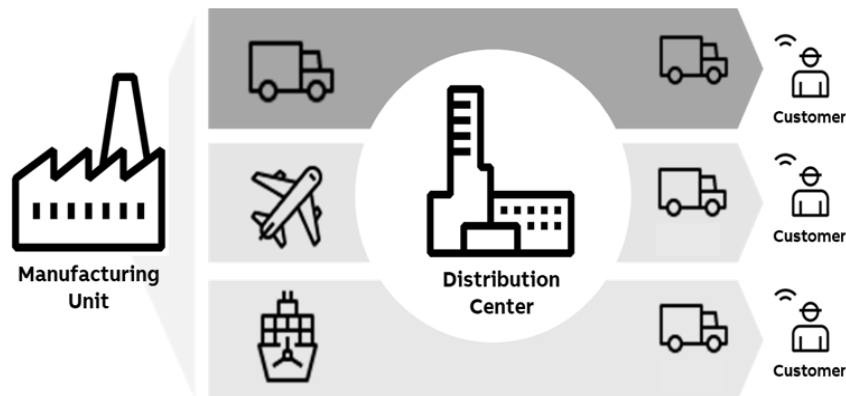 Customer
Customer
Manufacturing
Unit
Distribution
Center
Customer